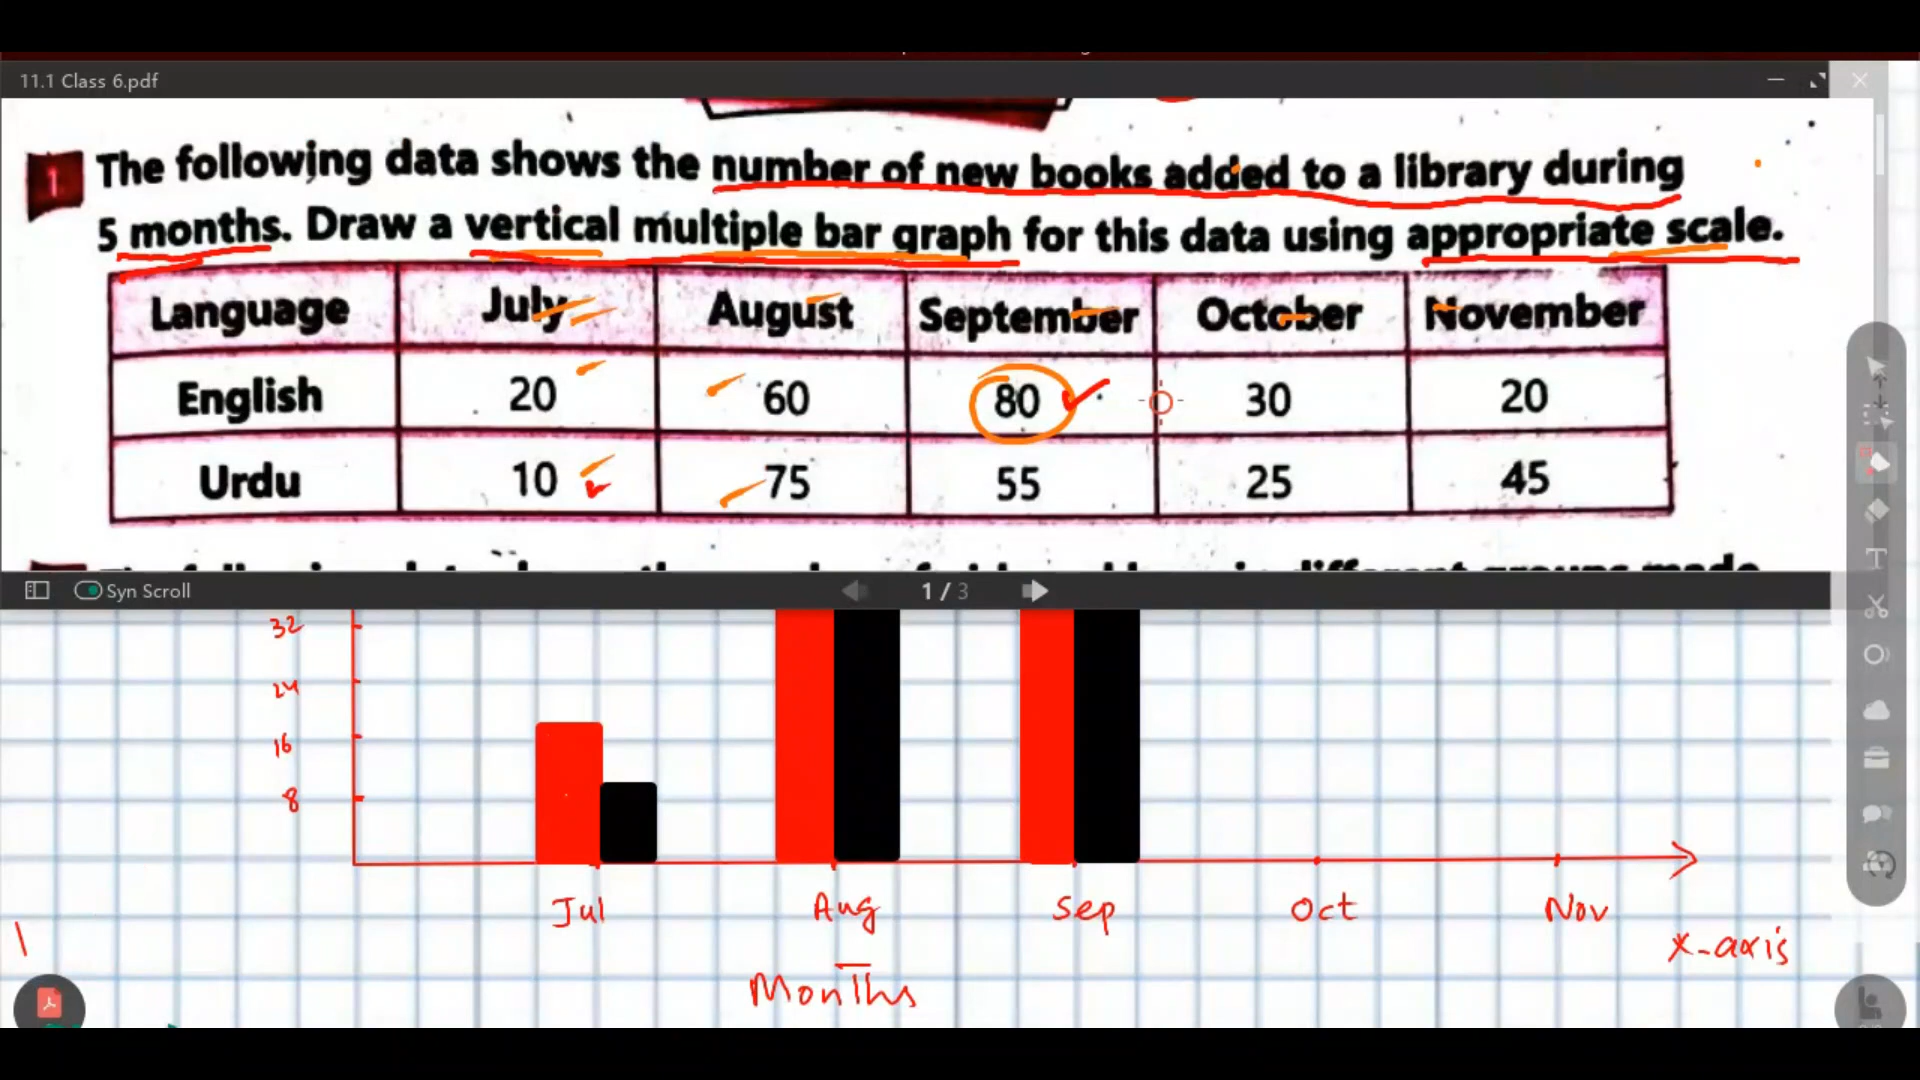 11.1 Class 6.pdf
1 The following data shows the number of new books added to a library during
5 months. Draw a vertical multiple bar graph for this data using appropriate scale.
Language July August September October November
English 20 60 80 30 20
Urdu 10 75 55 25 45
Syn Scroll 1 / 3
32
24
16
8
Jul Aug Sep Oct Nov
x-axis
Months